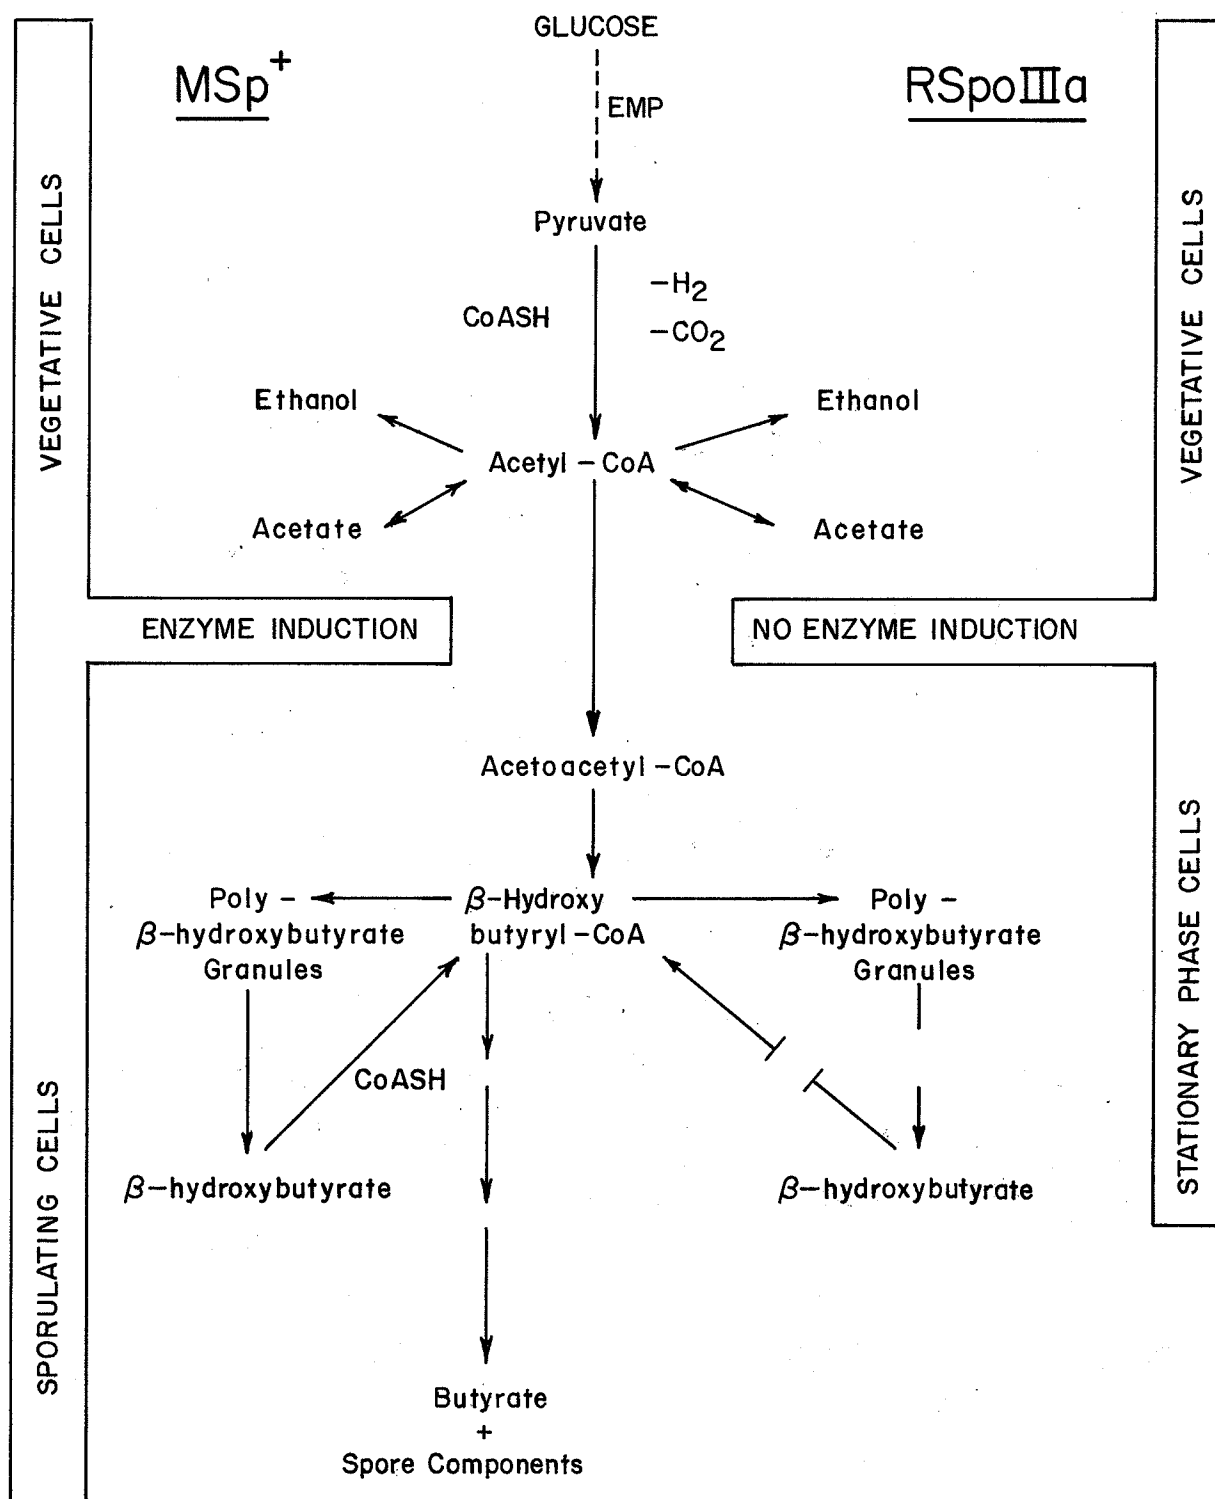 GLUCOSE
MSp+
RSpoIIIa
EMP
Pyruvate
-H2
CoASH
-CO2
Ethanol
Ethanol
Acetyl - CoA
Acetate
Acetate
VEGETATIVE CELLS
VEGETATIVE CELLS
ENZYME INDUCTION
NO ENZYME INDUCTION
Acetoacetyl -CoA
Poly -
β-hydroxybutyrate
Granules
β-Hydroxy
butyryl-CoA
Poly -
β-hydroxybutyrate
Granules
CoASH
β-hydroxybutyrate
β-hydroxybutyrate
SPORULATING CELLS
STATIONARY PHASE CELLS
Butyrate
+
Spore Components